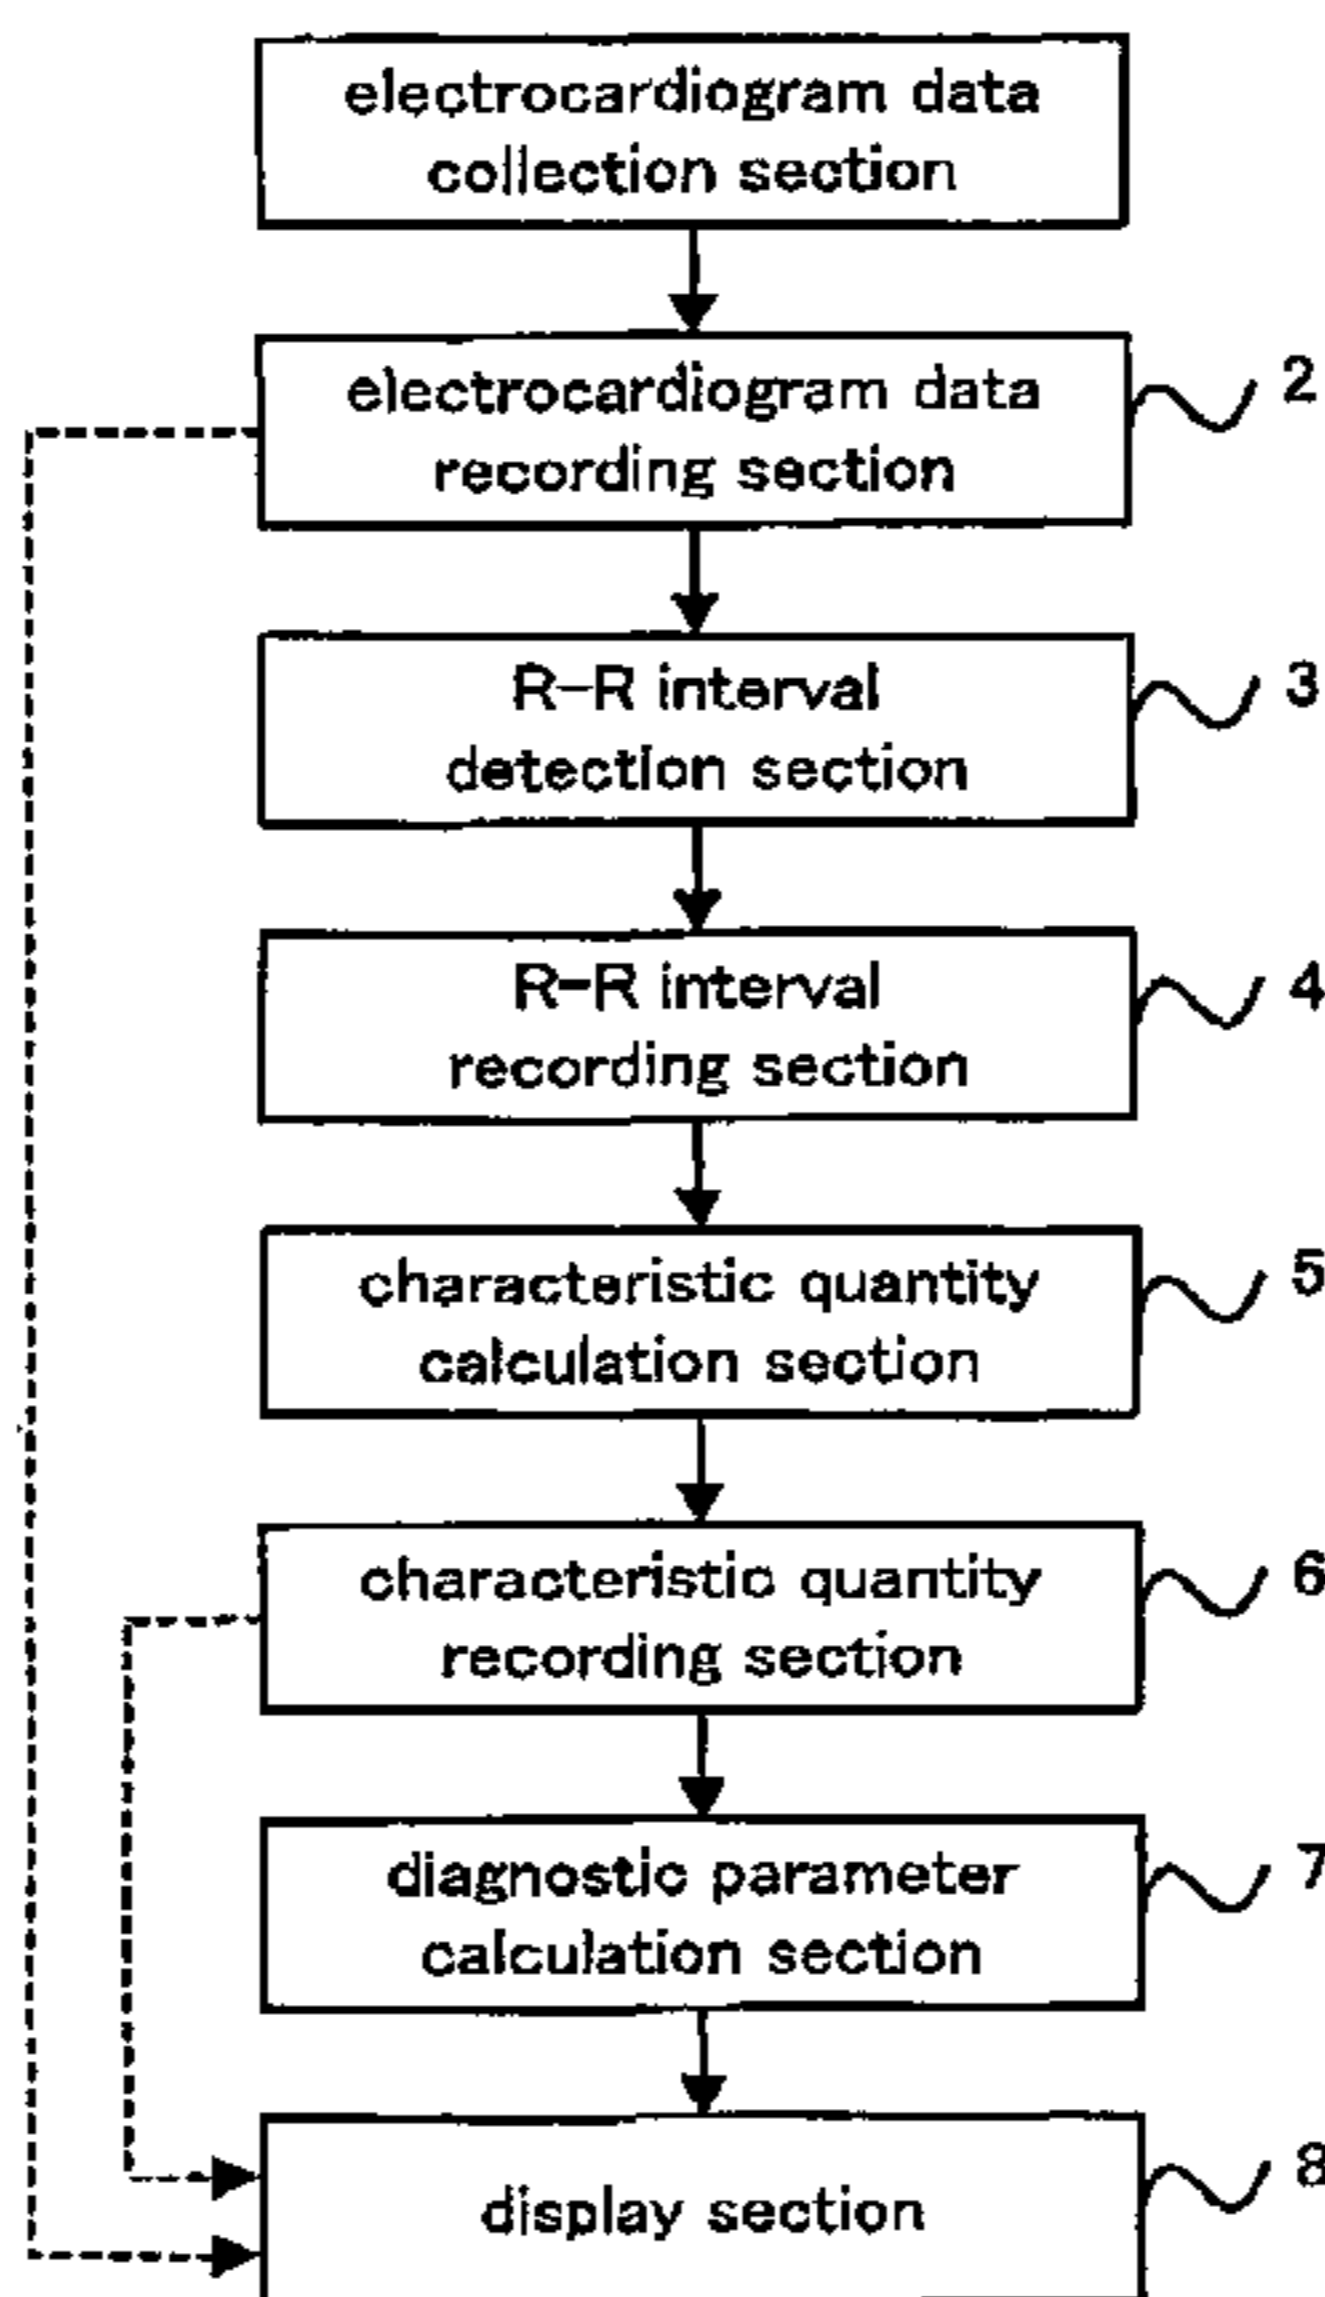 electrocardiogram data
collection section
electrocardiogram data
recording section
2
R-R interval
detection section
3
R-R interval
recording section
4
characteristic quantity
calculation section
5
characteristic quantity
recording section
6
diagnostic parameter
calculation section
7
display section
8